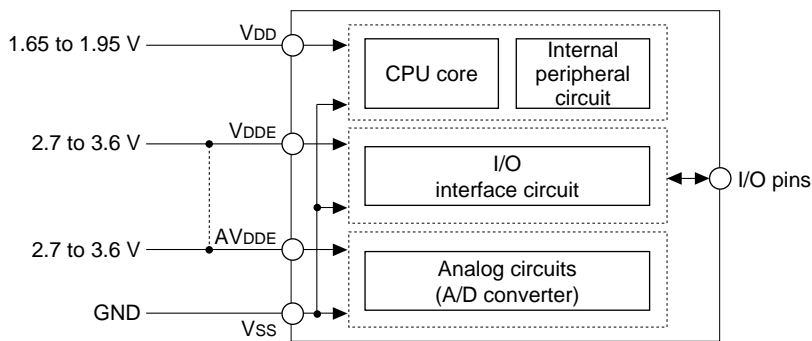 1.65 to 1.95 V
VDD
CPU core
Internal
peripheral
circuit
2.7 to 3.6 V
VDDE
I/O
interface circuit
I/O pins
2.7 to 3.6 V
AVDDE
Analog circuits
(A/D converter)
GND
VSS